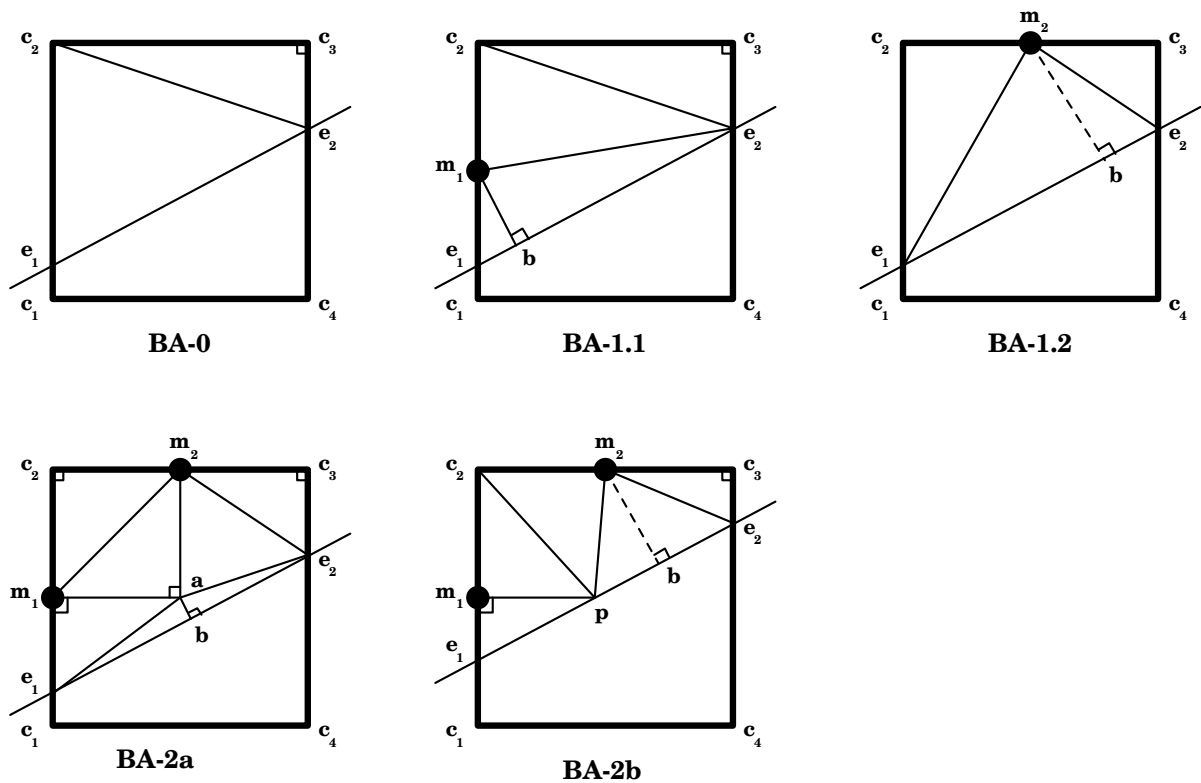 c₂ c₃ e₂ e₁ c₁ c₄
BA-0
c₂ c₃ e₂ m₁ e₁ b c₁ c₄
BA-1.1
m₂ c₂ c₃ e₂ b e₁ c₁ c₄
BA-1.2
m₂ c₂ c₃ e₂ a m₁ b e₁ c₁ c₄
BA-2a
m₂ c₂ c₃ e₂ b m₁ p e₁ c₁ c₄
BA-2b